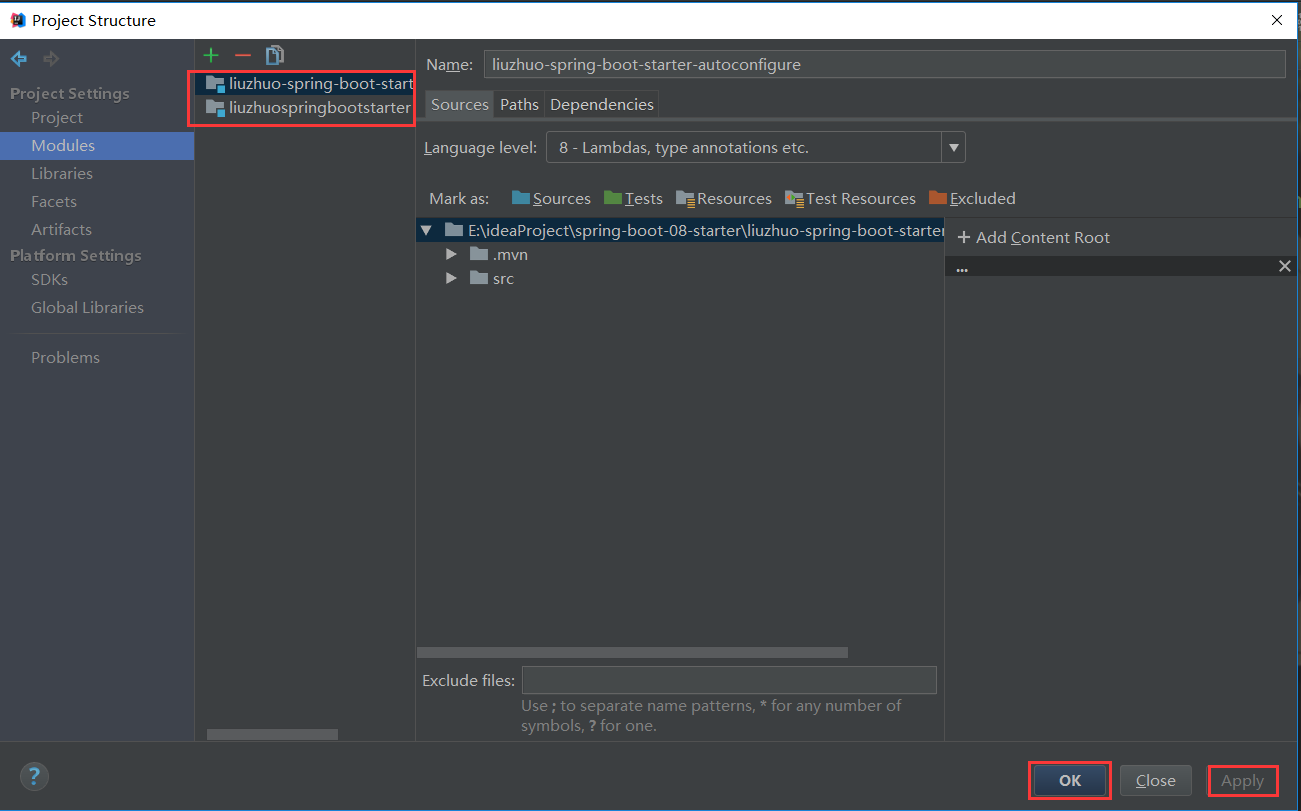 Project Structure
Project Settings
Project
Modules
Libraries
Facets
Artifacts
Platform Settings
SDKs
Global Libraries
Problems
liuzhuo-spring-boot-start
liuzhuospringbootstarter
Name: liuzhuo-spring-boot-starter-autoconfigure
Sources Paths Dependencies
Language level: 8 - Lambdas, type annotations etc.
Mark as: Sources Tests Resources Test Resources Excluded
E:\ideaProject\spring-boot-08-starter\liuzhuo-spring-boot-starter
.mvn
src
+ Add Content Root
...
Exclude files:
Use ; to separate name patterns, * for any number of
symbols, ? for one.
?
OK Close Apply